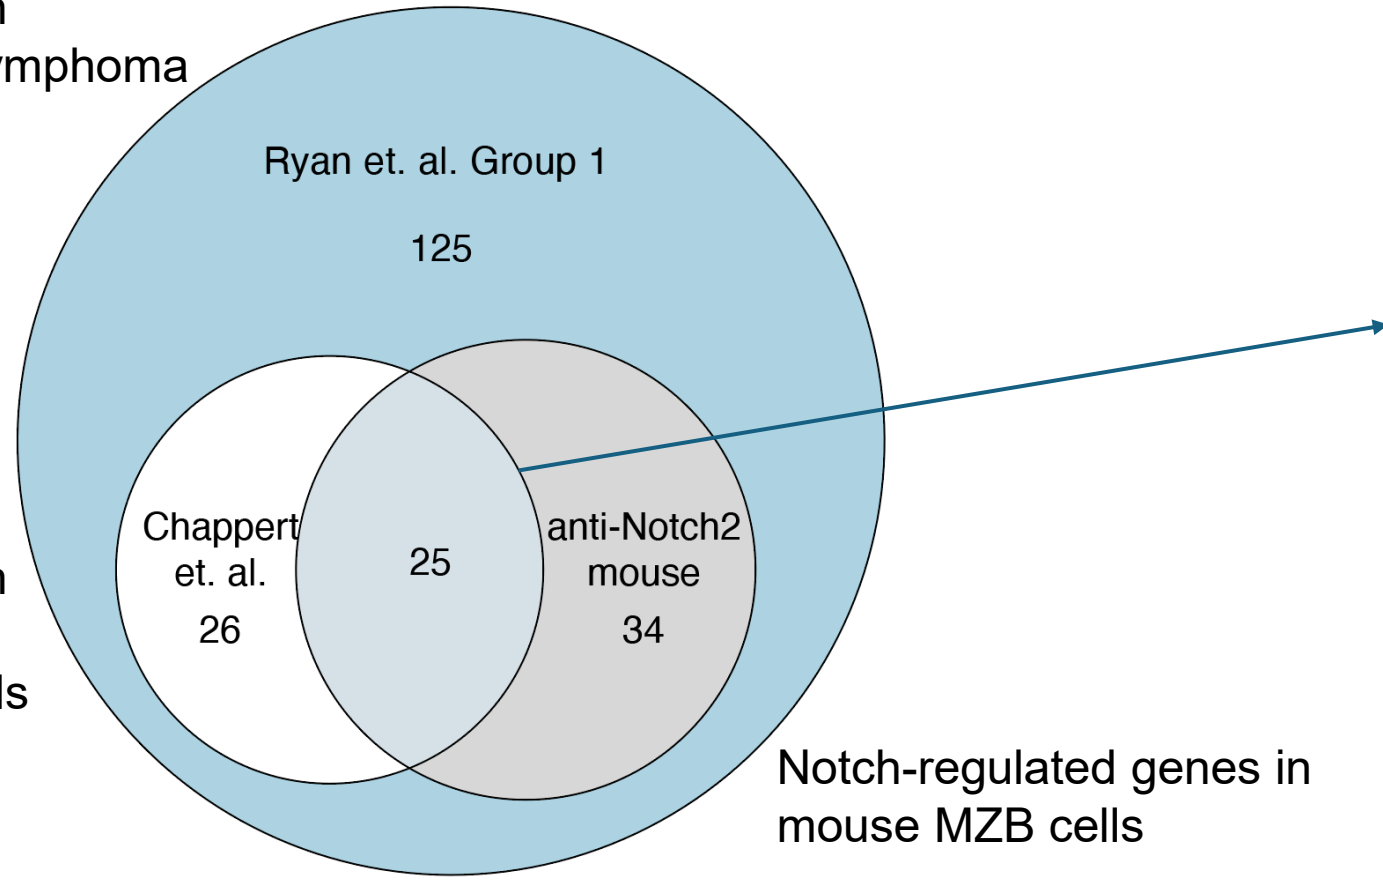 ymphoma
Ryan et. al. Group 1
125
Chappert
et. al.
26
25
anti-Notch2
mouse
34
ls
Notch-regulated genes in
mouse MZB cells